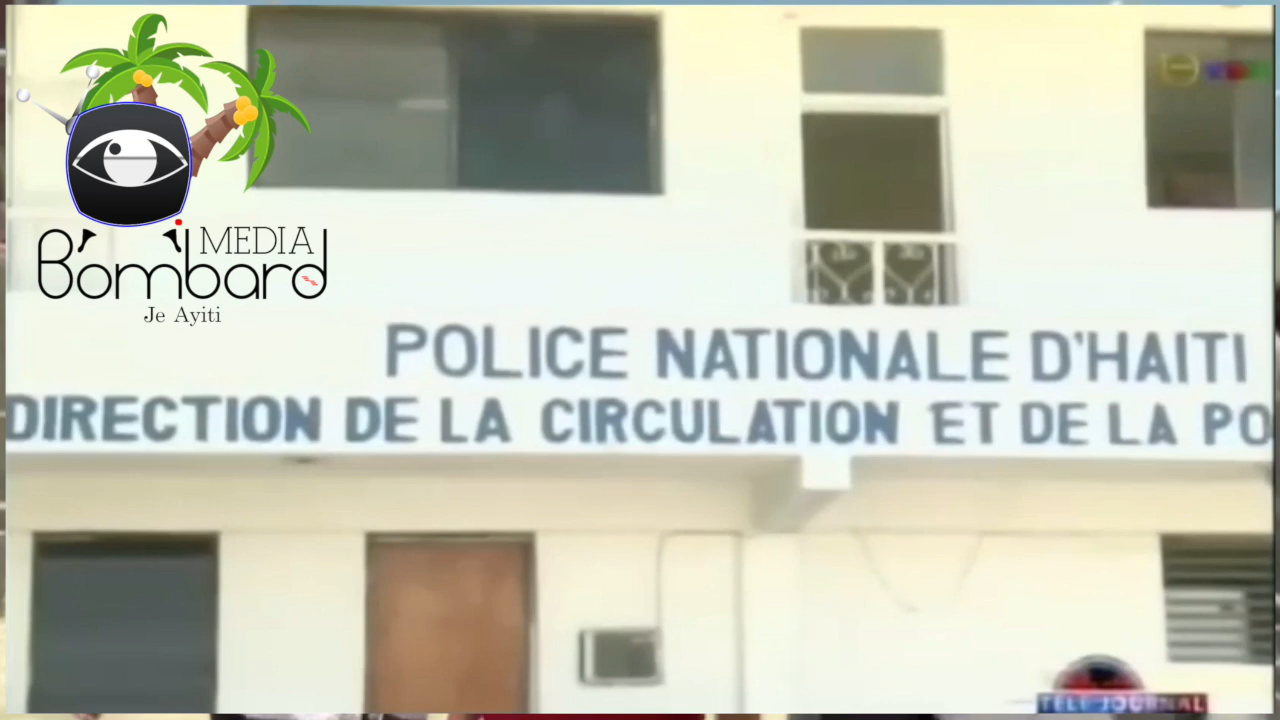 MEDIA
Bombard
Je Ayiti
POLICE NATIONALE D'HAITI
DIRECTION DE LA CIRCULATION ET DE LA PO
TELE JOURNAL